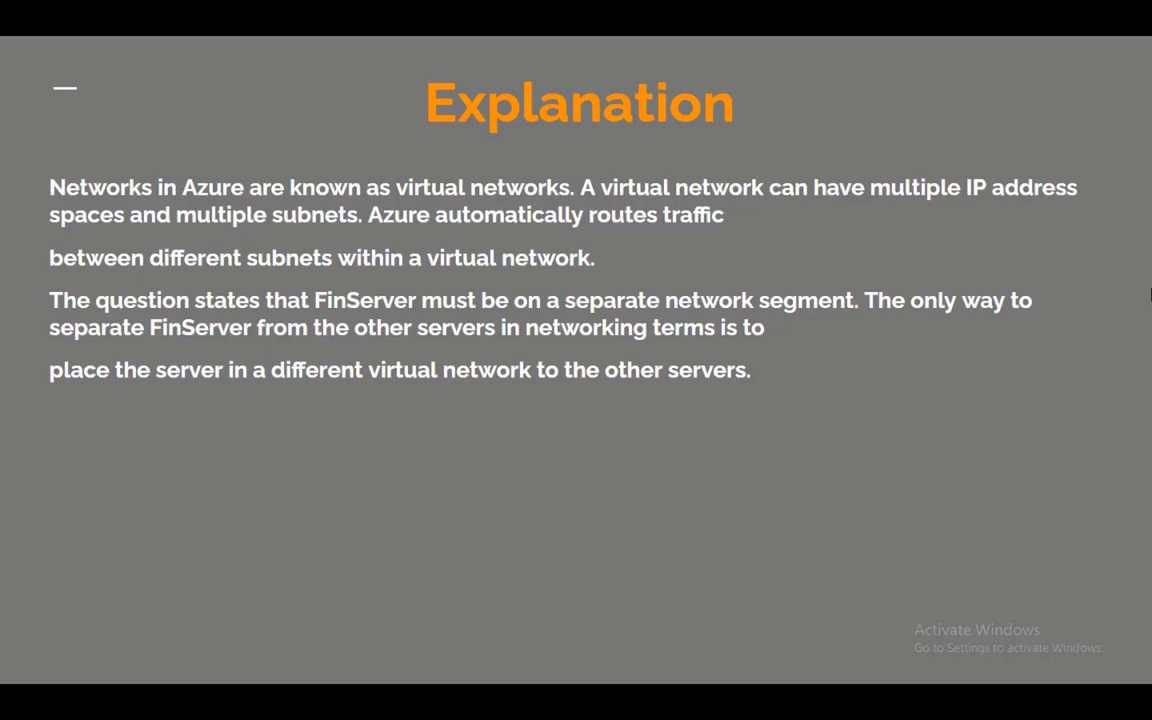 Explanation
Networks in Azure are known as virtual networks. A virtual network can have multiple IP address
spaces and multiple subnets. Azure automatically routes traffic
between different subnets within a virtual network.
The question states that FinServer must be on a separate network segment. The only way to
separate FinServer from the other servers in networking terms is to
place the server in a different virtual network to the other servers.
Activate Windows
Go to Settings to activate Windows.